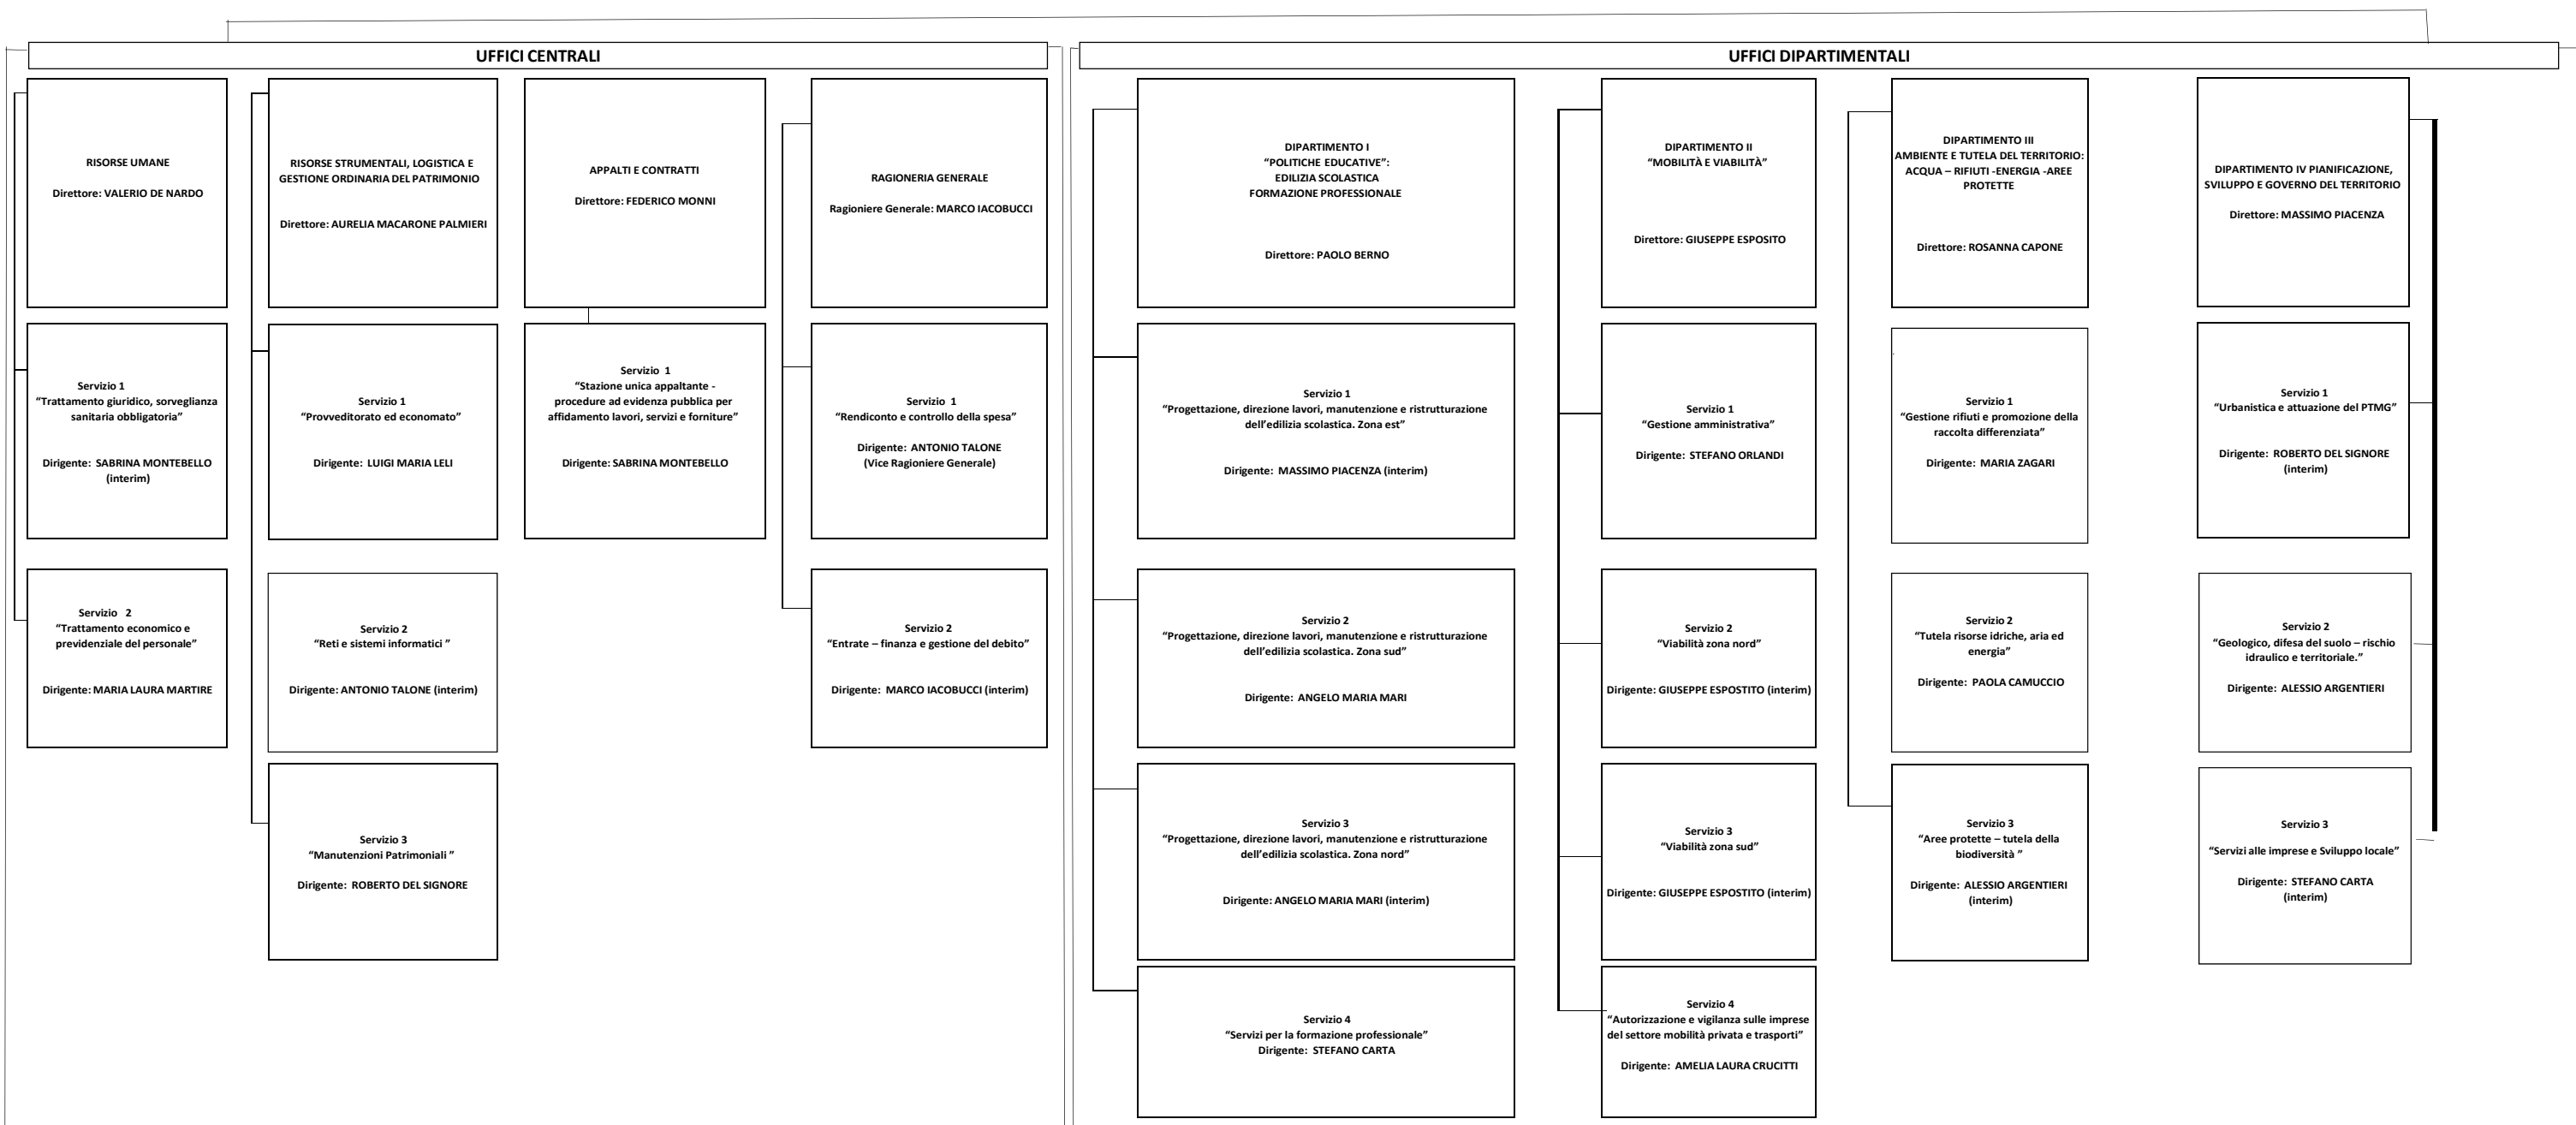 UFFICI CENTRALI
RISORSE UMANE
Direttore: VALERIO DE NARDO
Servizio 1
“Trattamento giuridico, sorveglianza
sanitaria obbligatoria”
Dirigente: SABRINA MONTEBELLO
(interim)
Servizio 2
“Trattamento economico e
previdenziale del personale”
Dirigente: MARIA LAURA MARTIRE
RISORSE STRUMENTALI, LOGISTICA E
GESTIONE ORDINARIA DEL PATRIMONIO
Direttore: AURELIA MACARONE PALMIERI
Servizio 1
“Provveditorato ed economato”
Dirigente: LUIGI MARIA LELI
Servizio 2
“Reti e sistemi informatici ”
Dirigente: ANTONIO TALONE (interim)
Servizio 3
“Manutenzioni Patrimoniali ”
Dirigente: ROBERTO DEL SIGNORE
APPALTI E CONTRATTI
Direttore: FEDERICO MONNI
Servizio 1
“Stazione unica appaltante -
procedure ad evidenza pubblica per
affidamento lavori, servizi e forniture”
Dirigente: SABRINA MONTEBELLO
RAGIONERIA GENERALE
Ragioniere Generale: MARCO IACOBUCCI
Servizio 1
“Rendiconto e controllo della spesa”
Dirigente: ANTONIO TALONE
(Vice Ragioniere Generale)
Servizio 2
“Entrate – finanza e gestione del debito”
Dirigente: MARCO IACOBUCCI (interim)
UFFICI DIPARTIMENTALI
DIPARTIMENTO I
“POLITICHE EDUCATIVE”:
EDILIZIA SCOLASTICA
FORMAZIONE PROFESSIONALE
Direttore: PAOLO BERNO
Servizio 1
“Progettazione, direzione lavori, manutenzione e ristrutturazione
dell’edilizia scolastica. Zona est”
Dirigente: MASSIMO PIACENZA (interim)
Servizio 2
“Progettazione, direzione lavori, manutenzione e ristrutturazione
dell’edilizia scolastica. Zona sud”
Dirigente: ANGELO MARIA MARI
Servizio 3
“Progettazione, direzione lavori, manutenzione e ristrutturazione
dell’edilizia scolastica. Zona nord”
Dirigente: ANGELO MARIA MARI (interim)
Servizio 4
“Servizi per la formazione professionale”
Dirigente: STEFANO CARTA
DIPARTIMENTO II
“MOBILITÀ E VIABILITÀ”
Direttore: GIUSEPPE ESPOSITO
Servizio 1
“Gestione amministrativa”
Dirigente: STEFANO ORLANDI
Servizio 2
“Viabilità zona nord”
Dirigente: GIUSEPPE ESPOSTITO (interim)
Servizio 3
“Viabilità zona sud”
Dirigente: GIUSEPPE ESPOSTITO (interim)
Servizio 4
“Autorizzazione e vigilanza sulle imprese
del settore mobilità privata e trasporti”
Dirigente: AMELIA LAURA CRUCITTI
DIPARTIMENTO III
AMBIENTE E TUTELA DEL TERRITORIO:
ACQUA – RIFIUTI -ENERGIA -AREE
PROTETTE
Direttore: ROSANNA CAPONE
Servizio 1
“Gestione rifiuti e promozione della
raccolta differenziata”
Dirigente: MARIA ZAGARI
Servizio 2
“Tutela risorse idriche, aria ed
energia”
Dirigente: PAOLA CAMUCCIO
Servizio 3
“Aree protette – tutela della
biodiversità ”
Dirigente: ALESSIO ARGENTIERI
(interim)
DIPARTIMENTO IV PIANIFICAZIONE,
SVILUPPO E GOVERNO DEL TERRITORIO
Direttore: MASSIMO PIACENZA
Servizio 1
“Urbanistica e attuazione del PTMG”
Dirigente: ROBERTO DEL SIGNORE
(interim)
Servizio 2
“Geologico, difesa del suolo – rischio
idraulico e territoriale.”
Dirigente: ALESSIO ARGENTIERI
Servizio 3
“Servizi alle imprese e Sviluppo locale”
Dirigente: STEFANO CARTA
(interim)